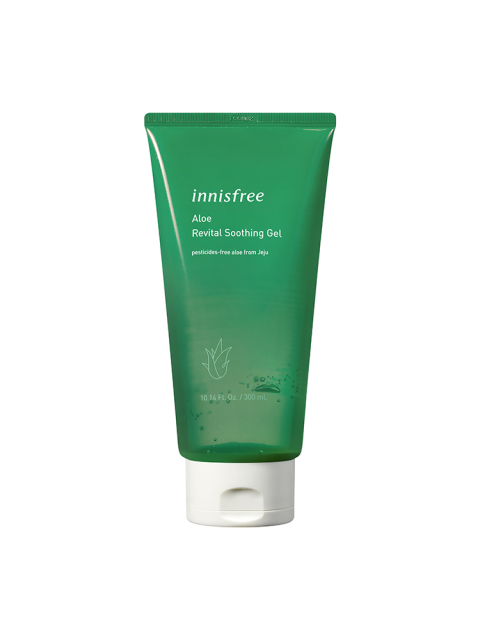 innisfree
Aloe
Revital Soothing Gel
pesticides-free aloe from Jeju
10.14 Fl. Oz. / 300 mL